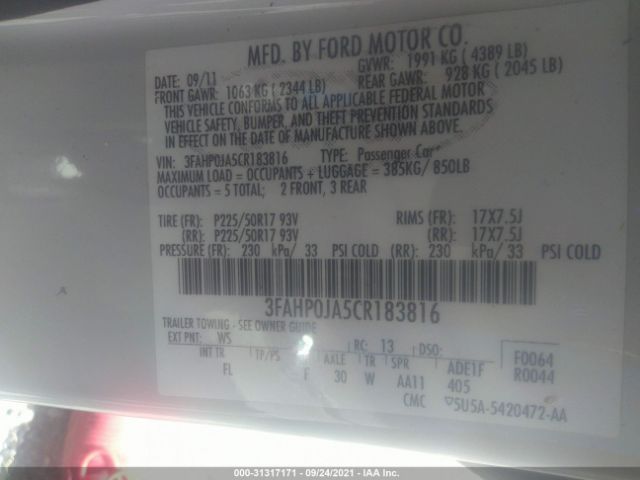 MFD. BY FORD MOTOR CO.
DATE: 09/11 GVWR: 1991 KG ( 4389 LB)
FRONT GAWR: 1063 KG ( 2344 LB) REAR GAWR: 928 KG ( 2045 LB)
THIS VEHICLE CONFORMS TO ALL APPLICABLE FEDERAL MOTOR
VEHICLE SAFETY, BUMPER, AND THEFT PREVENTION STANDARDS
IN EFFECT ON THE DATE OF MANUFACTURE SHOWN ABOVE.
VIN: 3FAHP0JA5CR183816 TYPE: Passenger Car
MAXIMUM LOAD = OCCUPANTS + LUGGAGE = 385KG/ 850LB
OCCUPANTS = 5 TOTAL; 2 FRONT, 3 REAR
TIRE (FR): P225/50R17 93V RIMS (FR): 17X7.5J
(RR): P225/50R17 93V (RR): 17X7.5J
PRESSURE (FR): 230 kPa/ 33 PSI COLD (RR): 230 kPa/ 33 PSI COLD
3FAHP0JA5CR183816
TRAILER TOWING - SEE OWNER GUIDE
EXT PNT: WS RC: 13 DSO: F0064
INT TR TP/PS AXLE TR SPR ADE1F R0044
FL F 30 W AA11 405
CMC 5U5A-5420472-AA
000-31317171 - 09/24/2021 - IAA Inc.